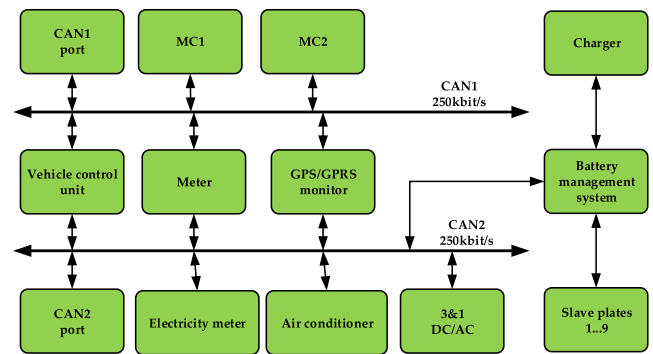 CAN1
port
MC1
MC2
Charger
CAN1
250kbit/s
Vehicle control
unit
Meter
GPS/GPRS
monitor
Battery
management
system
CAN2
250kbit/s
CAN2
port
Electricity meter
Air conditioner
3&1
DC/AC
Slave plates
1...9